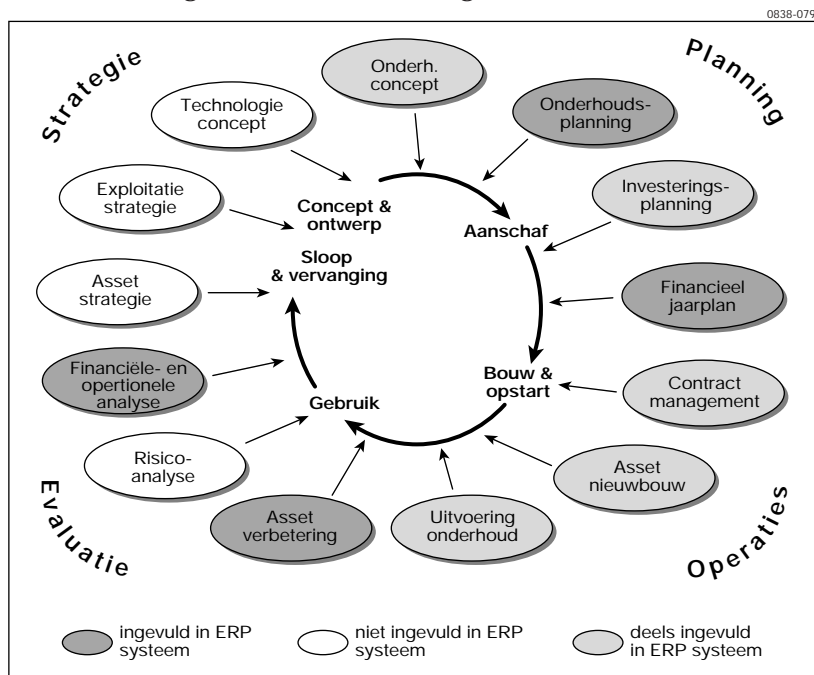 0838-079
Strategie
Planning
Onderh.
concept
Technologie
concept
Onderhouds-
planning
Exploitatie
strategie
Investerings-
planning
Concept &
ontwerp
Aanschaf
Sloop
& vervanging
Asset
strategie
Financieel
jaarplan
Financiële- en
opertionele
analyse
Gebruik
Bouw &
opstart
Contract
management
Risico-
analyse
Asset
nieuwbouw
Asset
verbetering
Uitvoering
onderhoud
Evaluatie
Operaties
ingevuld in ERP
systeem
niet ingevuld in ERP
systeem
deels ingevuld
in ERP systeem